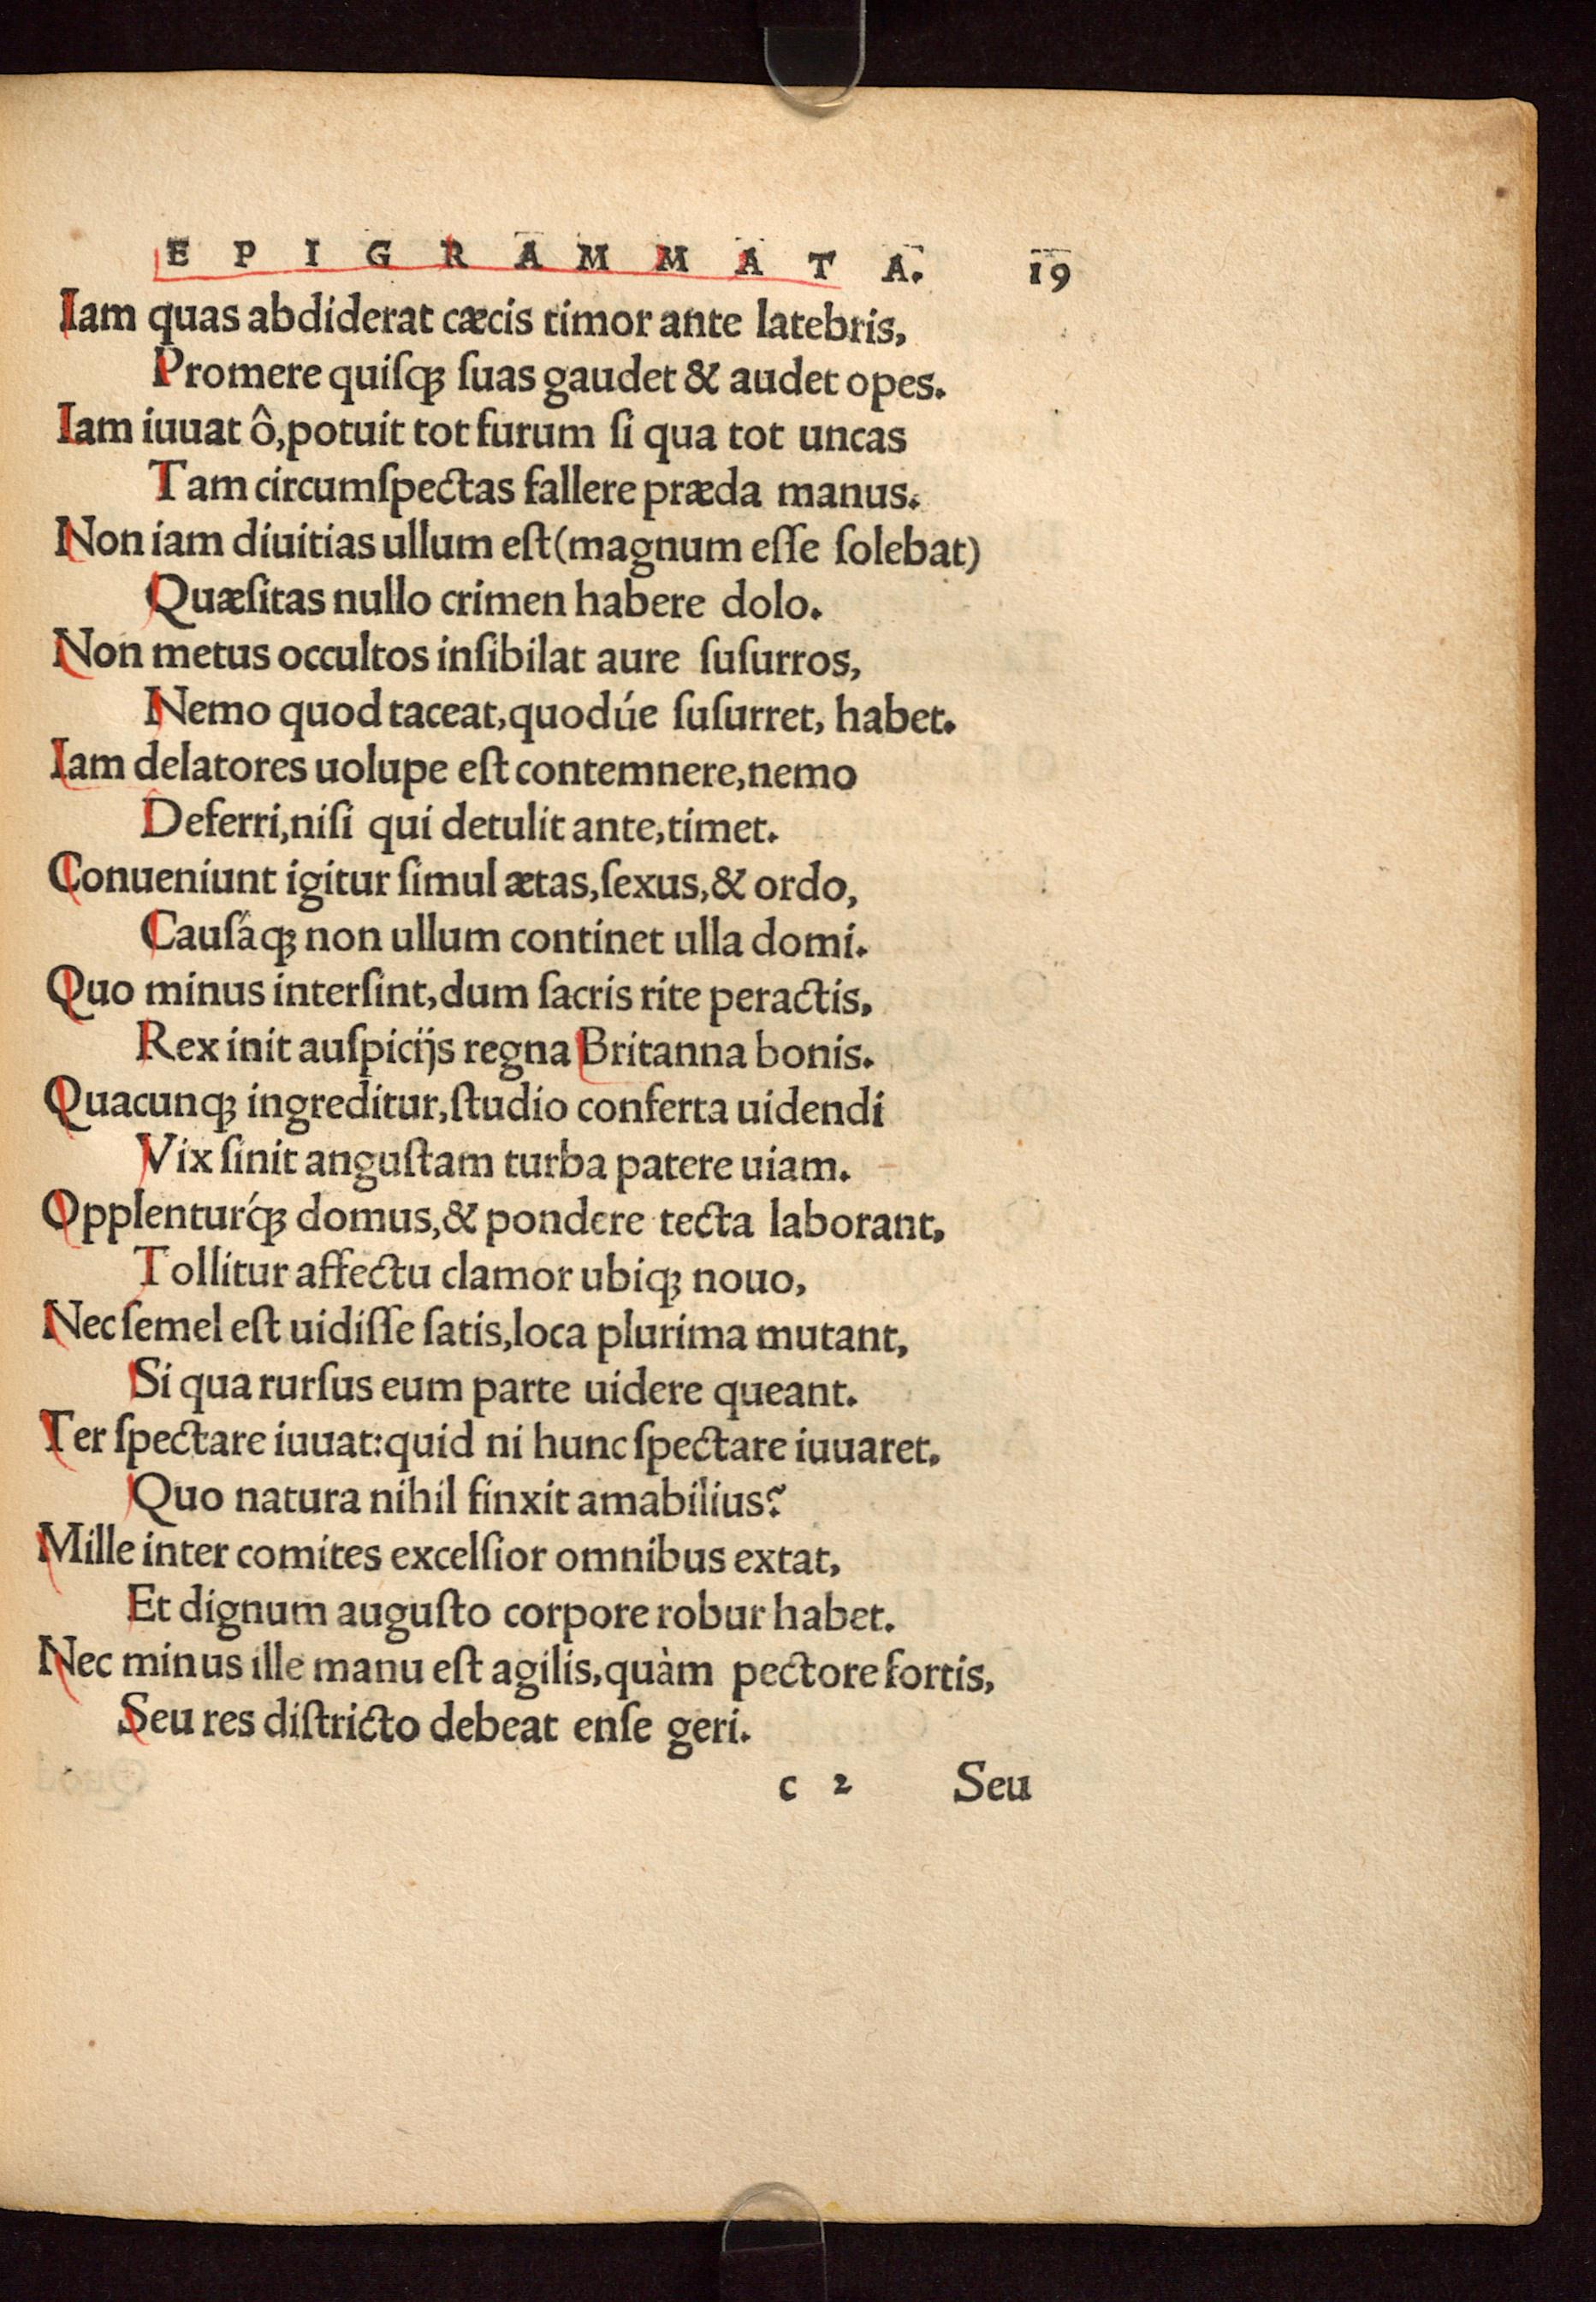 EPIGRAMMATA. 19
Iam quas abdiderat cæcis timor ante latebris,
Promere quiſqꝫ ſuas gaudet & audet opes.
Iam iuuat ô, potuit tot furum ſi qua tot uncas
Tam circumſpectas fallere præda manus.
Non iam diuitias ullum eſt (magnum eſſe ſolebat)
Quæſitas nullo crimen habere dolo.
Non metus occultos inſibilat aure ſuſurros,
Nemo quod taceat, quodúe ſuſurret, habet.
Iam delatores uolupe eſt contemnere, nemo
Deferri, niſi qui detulit ante, timet.
Conueniunt igitur ſimul ætas, ſexus, & ordo,
Cauſáqꝫ non ullum continet ulla domi.
Quo minus interſint, dum ſacris rite peractis,
Rex init auſpicijs regna Britanna bonis.
Quacunqꝫ ingreditur, ſtudio conferta uidendi
Vix ſinit anguſtam turba patere uiam.
Opplenturq́ꝫ domus, & pondere tecta laborant,
Tollitur affectu clamor ubiqꝫ nouo,
Nec ſemel eſt uidiſſe ſatis, loca plurima mutant,
Si qua rurſus eum parte uidere queant.
Ter ſpectare iuuat: quid ni hunc ſpectare iuuaret.
Quo natura nihil finxit amabilius?
Mille inter comites excelſior omnibus extat,
Et dignum auguſto corpore robur habet.
Nec minus ille manu eſt agilis, quàm pectore fortis,
Seu res diſtricto debeat enſe geri.
c 2 Seu